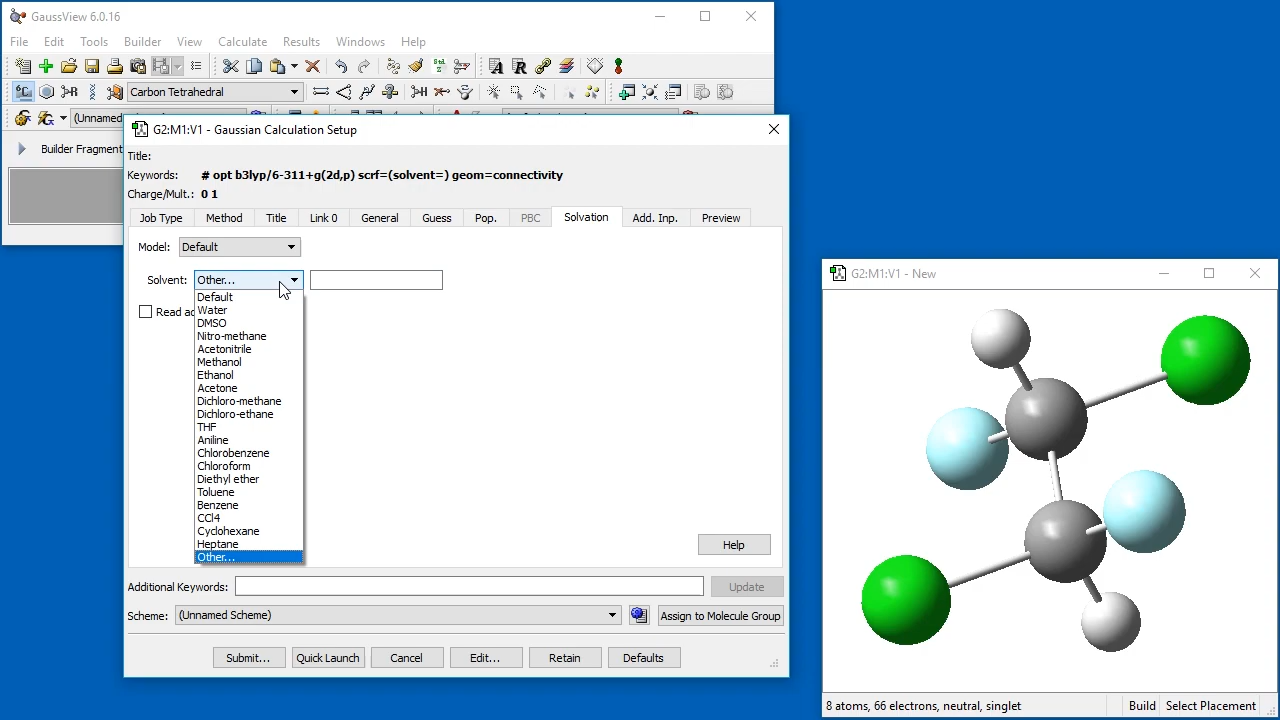 GaussView 6.0.16
File Edit Tools Builder View Calculate Results Windows Help
Carbon Tetrahedral
(Unnamed
Builder Fragment
G2:M1:V1 - Gaussian Calculation Setup
Title:
Keywords: # opt b3lyp/6-311+g(2d,p) scrf=(solvent=) geom=connectivity
Charge/Mult.: 0 1
Job Type Method Title Link 0 General Guess Pop. PBC Solvation Add. Inp. Preview
Model: Default
Solvent: Other...
Default
Water
Read ad
DMSO
Nitro-methane
Acetonitrile
Methanol
Ethanol
Acetone
Dichloro-methane
Dichloro-ethane
THF
Aniline
Chlorobenzene
Chloroform
Diethyl ether
Toluene
Benzene
CCl4
Cyclohexane
Heptane
Other...
Help
Additional Keywords: Update
Scheme: (Unnamed Scheme) Assign to Molecule Group
Submit... Quick Launch Cancel Edit... Retain Defaults
G2:M1:V1 - New
8 atoms, 66 electrons, neutral, singlet Build Select Placement